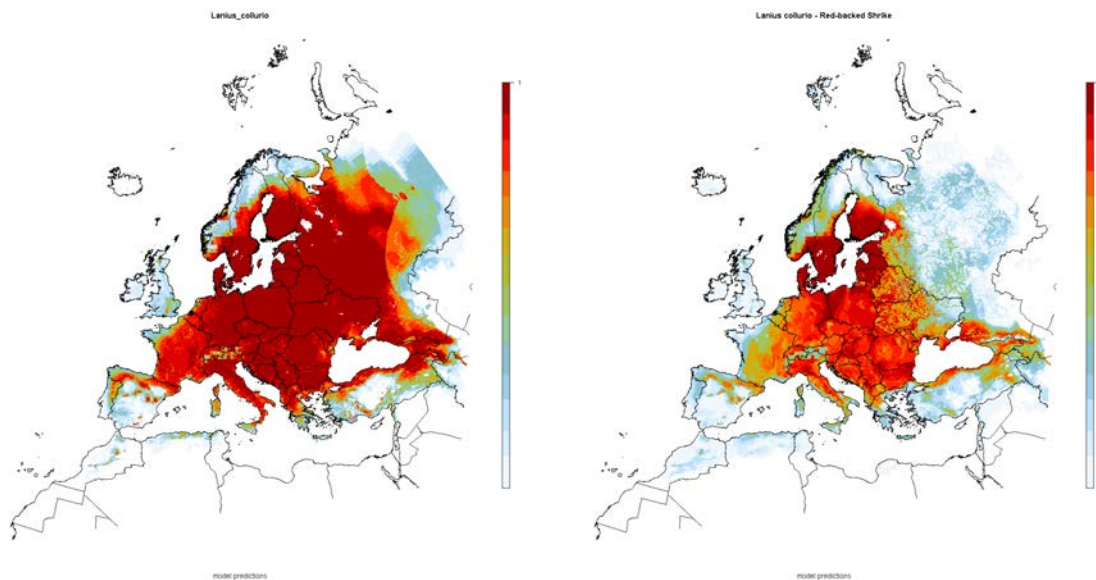 Lanius_collurio
Lanius collurio - Red-backed Shrike
1
model predictions
model predictions